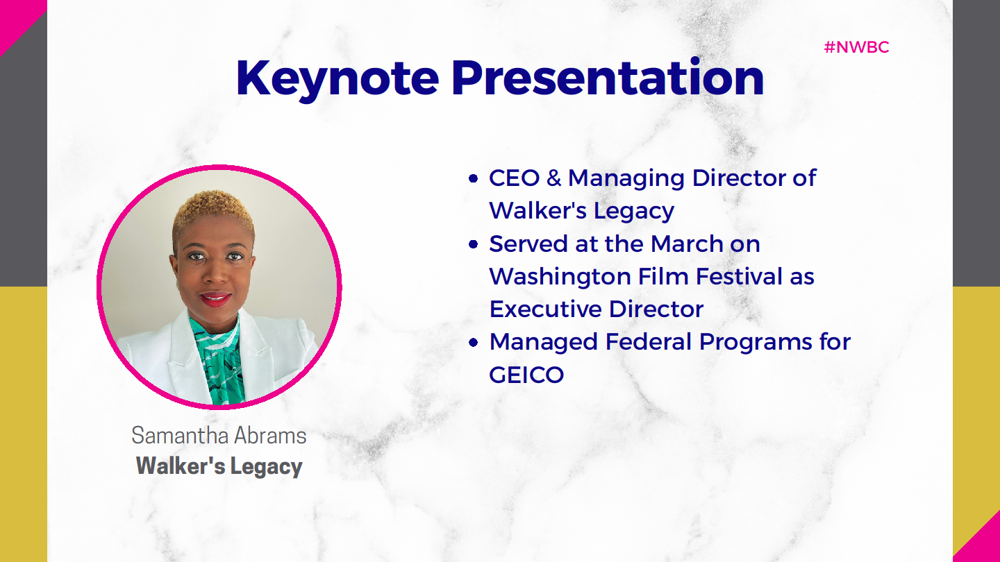 #NWBC
Keynote Presentation
• CEO & Managing Director of
Walker's Legacy
• Served at the March on
Washington Film Festival as
Executive Director
• Managed Federal Programs for
GEICO
Samantha Abrams
Walker's Legacy